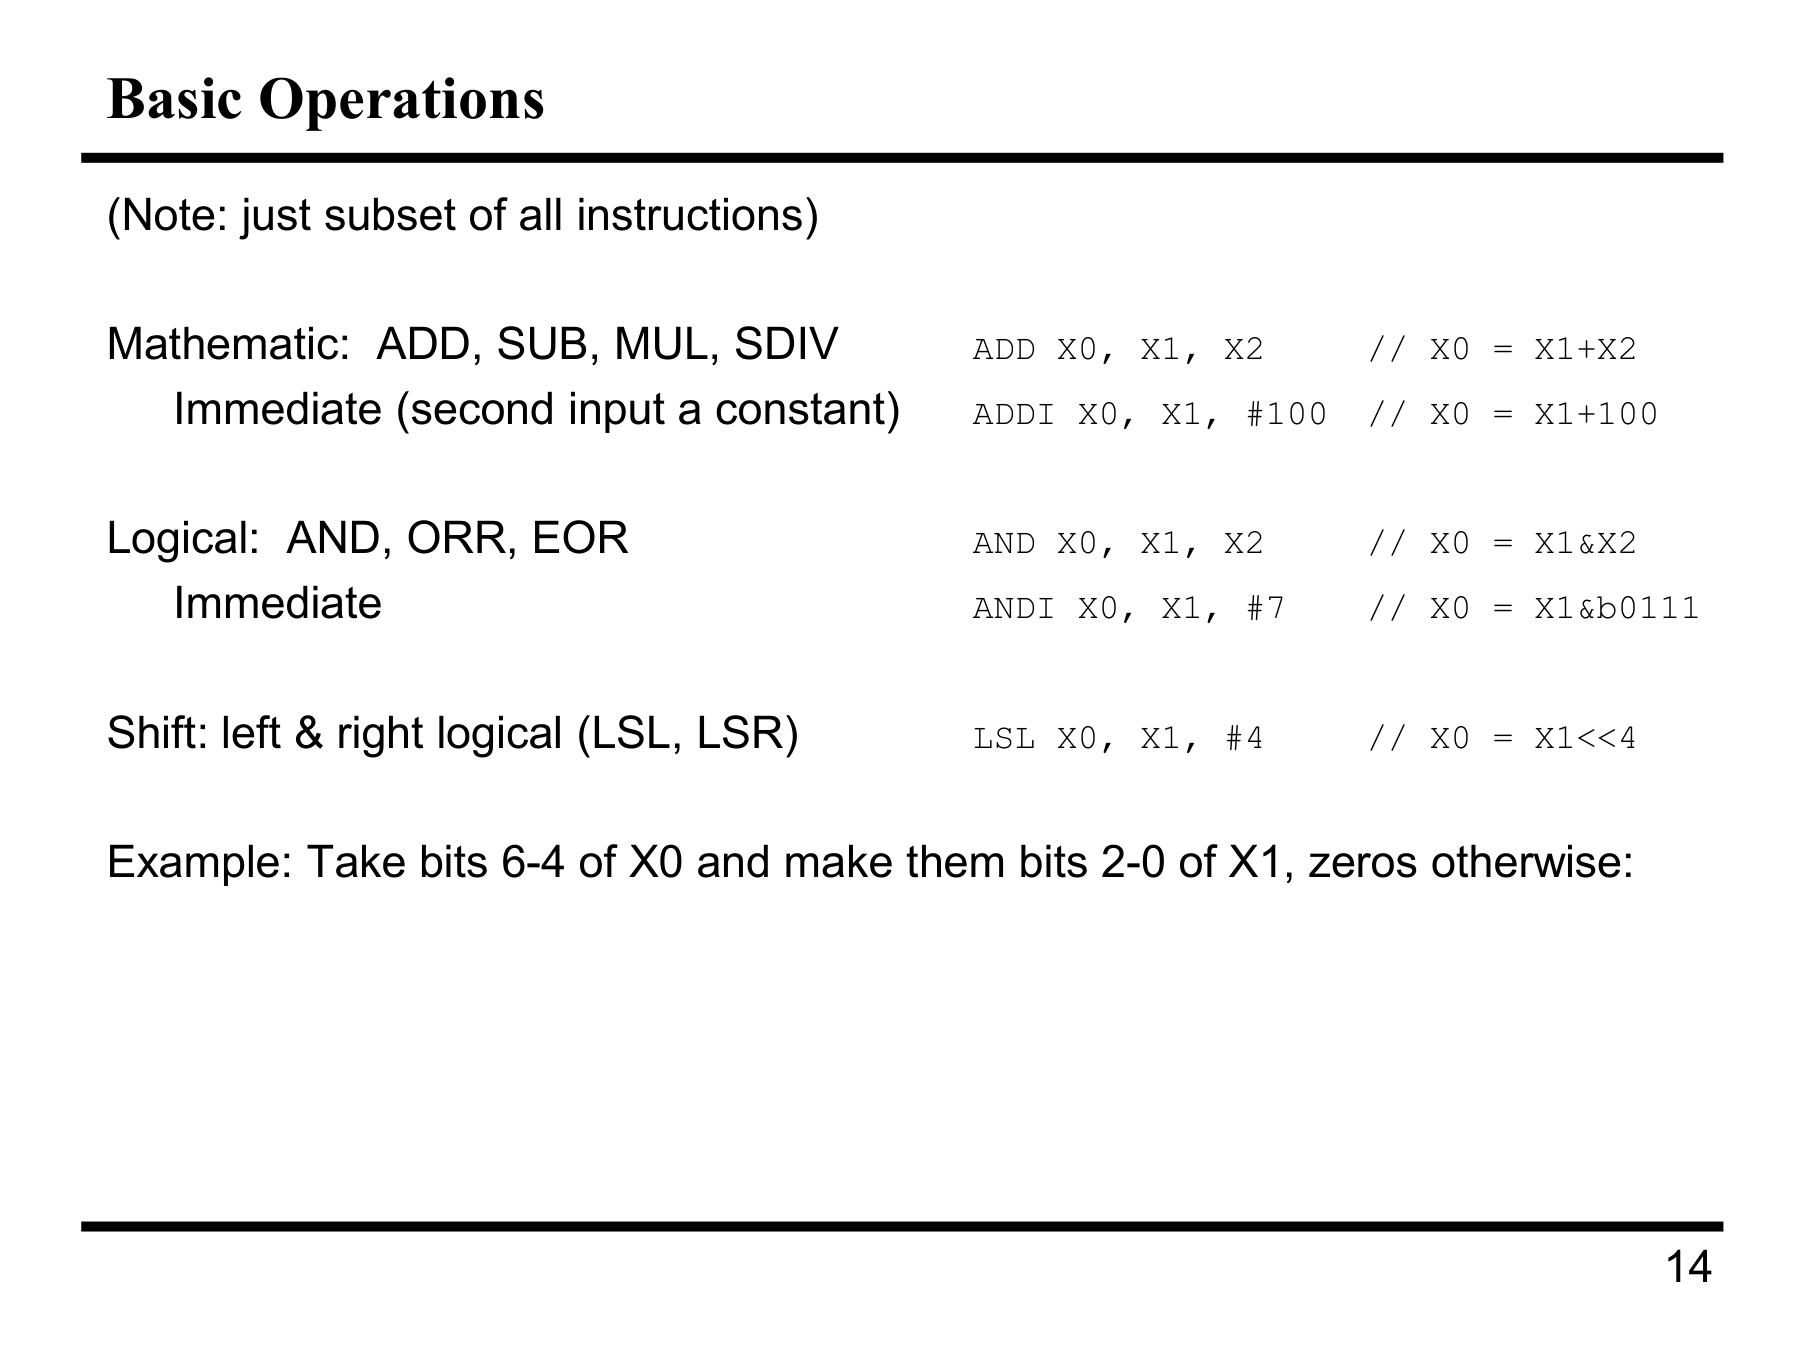 Basic Operations
(Note: just subset of all instructions)
Mathematic:  ADD, SUB, MUL, SDIV     ADD X0, X1, X2     // X0 = X1+X2
Immediate (second input a constant)     ADDI X0, X1, #100  // X0 = X1+100
Logical:  AND, ORR, EOR     AND X0, X1, X2     // X0 = X1&X2
Immediate     ANDI X0, X1, #7    // X0 = X1&b0111
Shift: left & right logical (LSL, LSR)     LSL X0, X1, #4     // X0 = X1<<4
Example: Take bits 6-4 of X0 and make them bits 2-0 of X1, zeros otherwise:
14